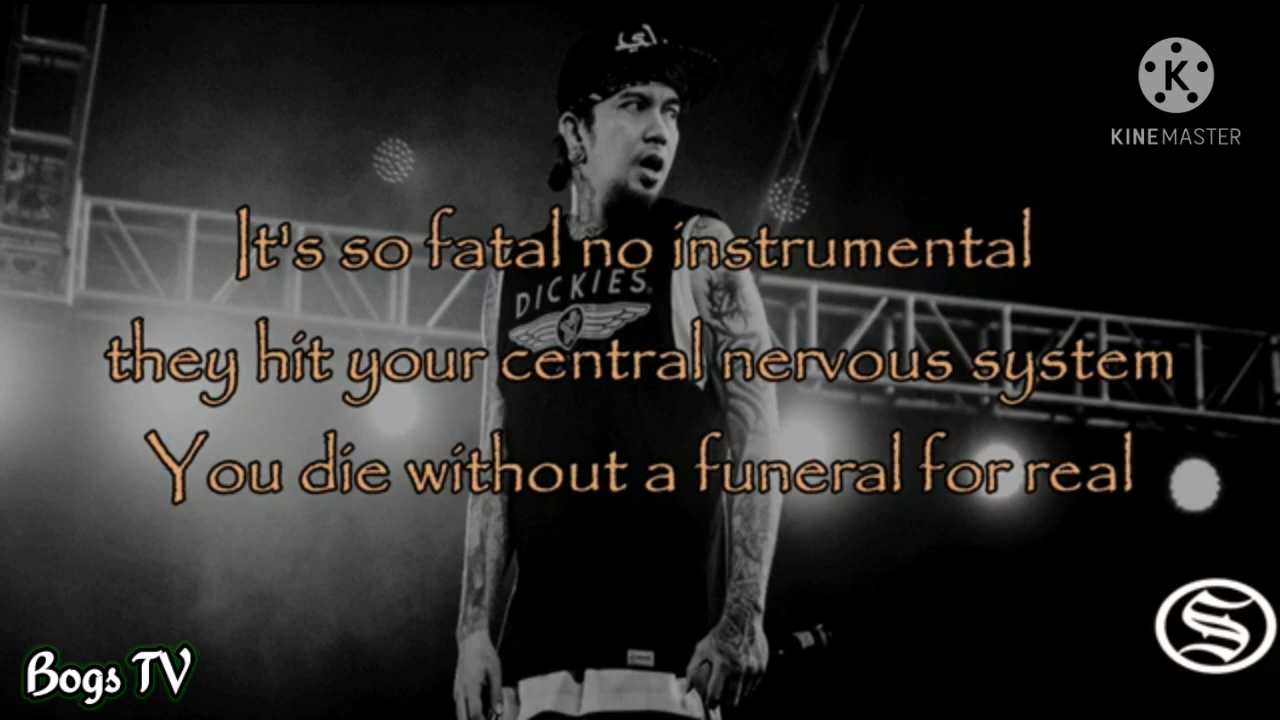 KINEMASTER
It's so fatal no instrumental
DICKIES
they hit your central nervous system
You die without a funeral for real
S
Bogs TV